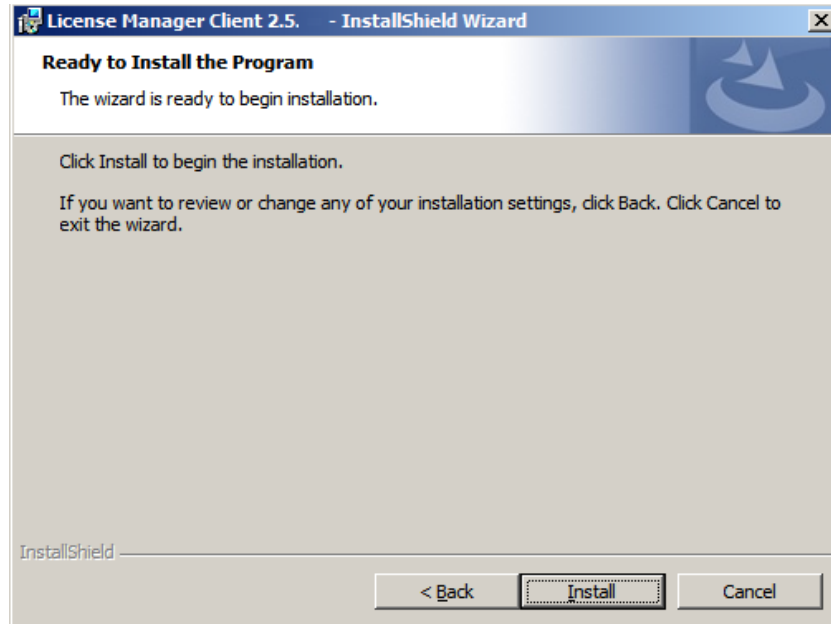 License Manager Client 2.5. - InstallShield Wizard
Ready to Install the Program
The wizard is ready to begin installation.
Click Install to begin the installation.
If you want to review or change any of your installation settings, click Back. Click Cancel to
exit the wizard.
InstallShield
< Back Install Cancel